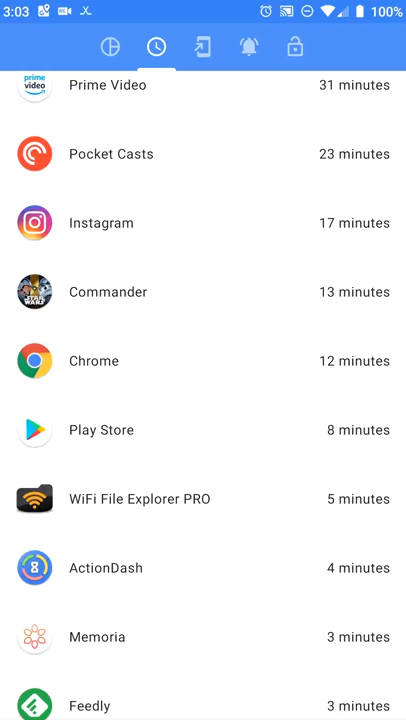 3:03 100%
prime video Prime Video 31 minutes
Pocket Casts 23 minutes
Instagram 17 minutes
STAR WARS Commander 13 minutes
Chrome 12 minutes
Play Store 8 minutes
WiFi File Explorer PRO 5 minutes
8 ActionDash 4 minutes
Memoria 3 minutes
Feedly 3 minutes